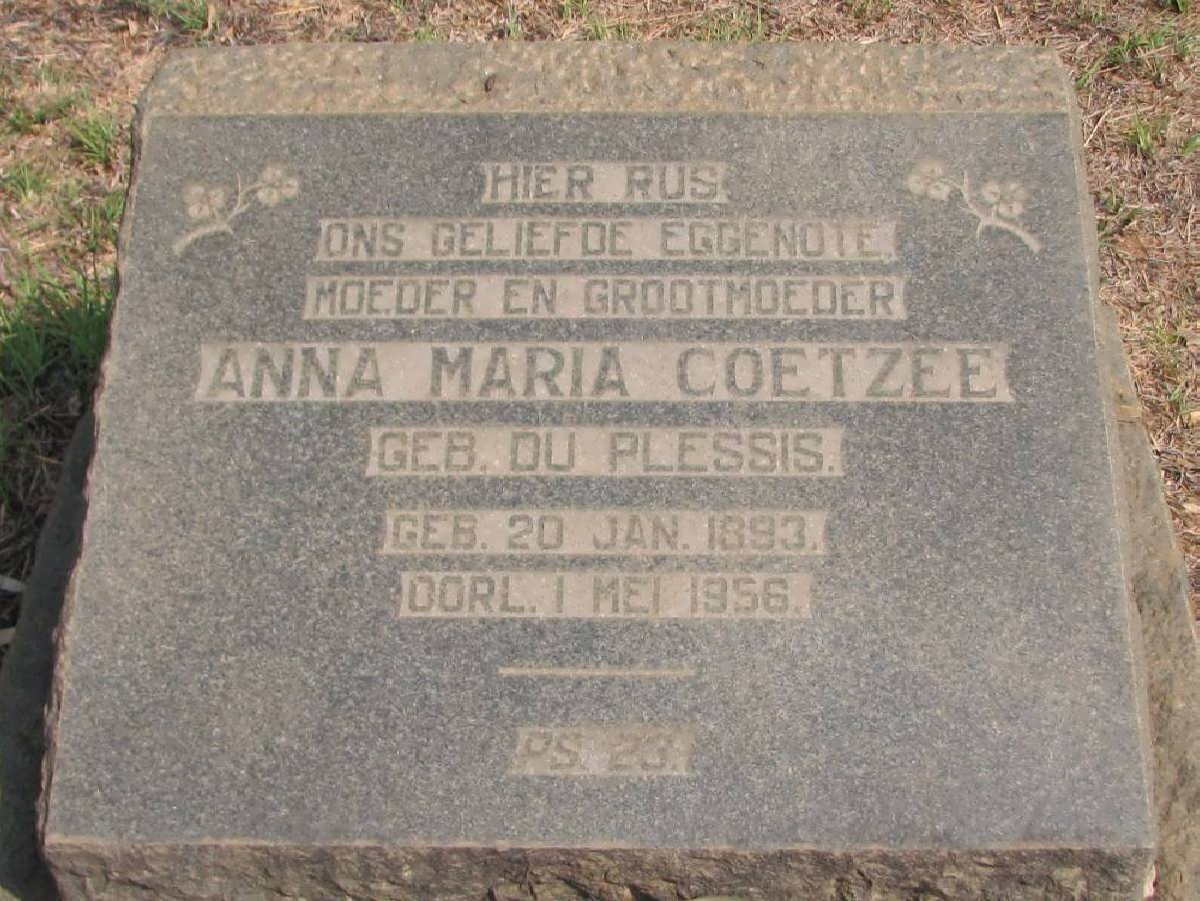 HIER RUS
ONS GELIEFDE EGGENOTE,
MOEDER EN GROOTMOEDER
ANNA MARIA COETZEE
GEB. DU PLESSIS.
GEB. 20 JAN. 1893.
OORL. 1 MEI 1956.
PS. 23.